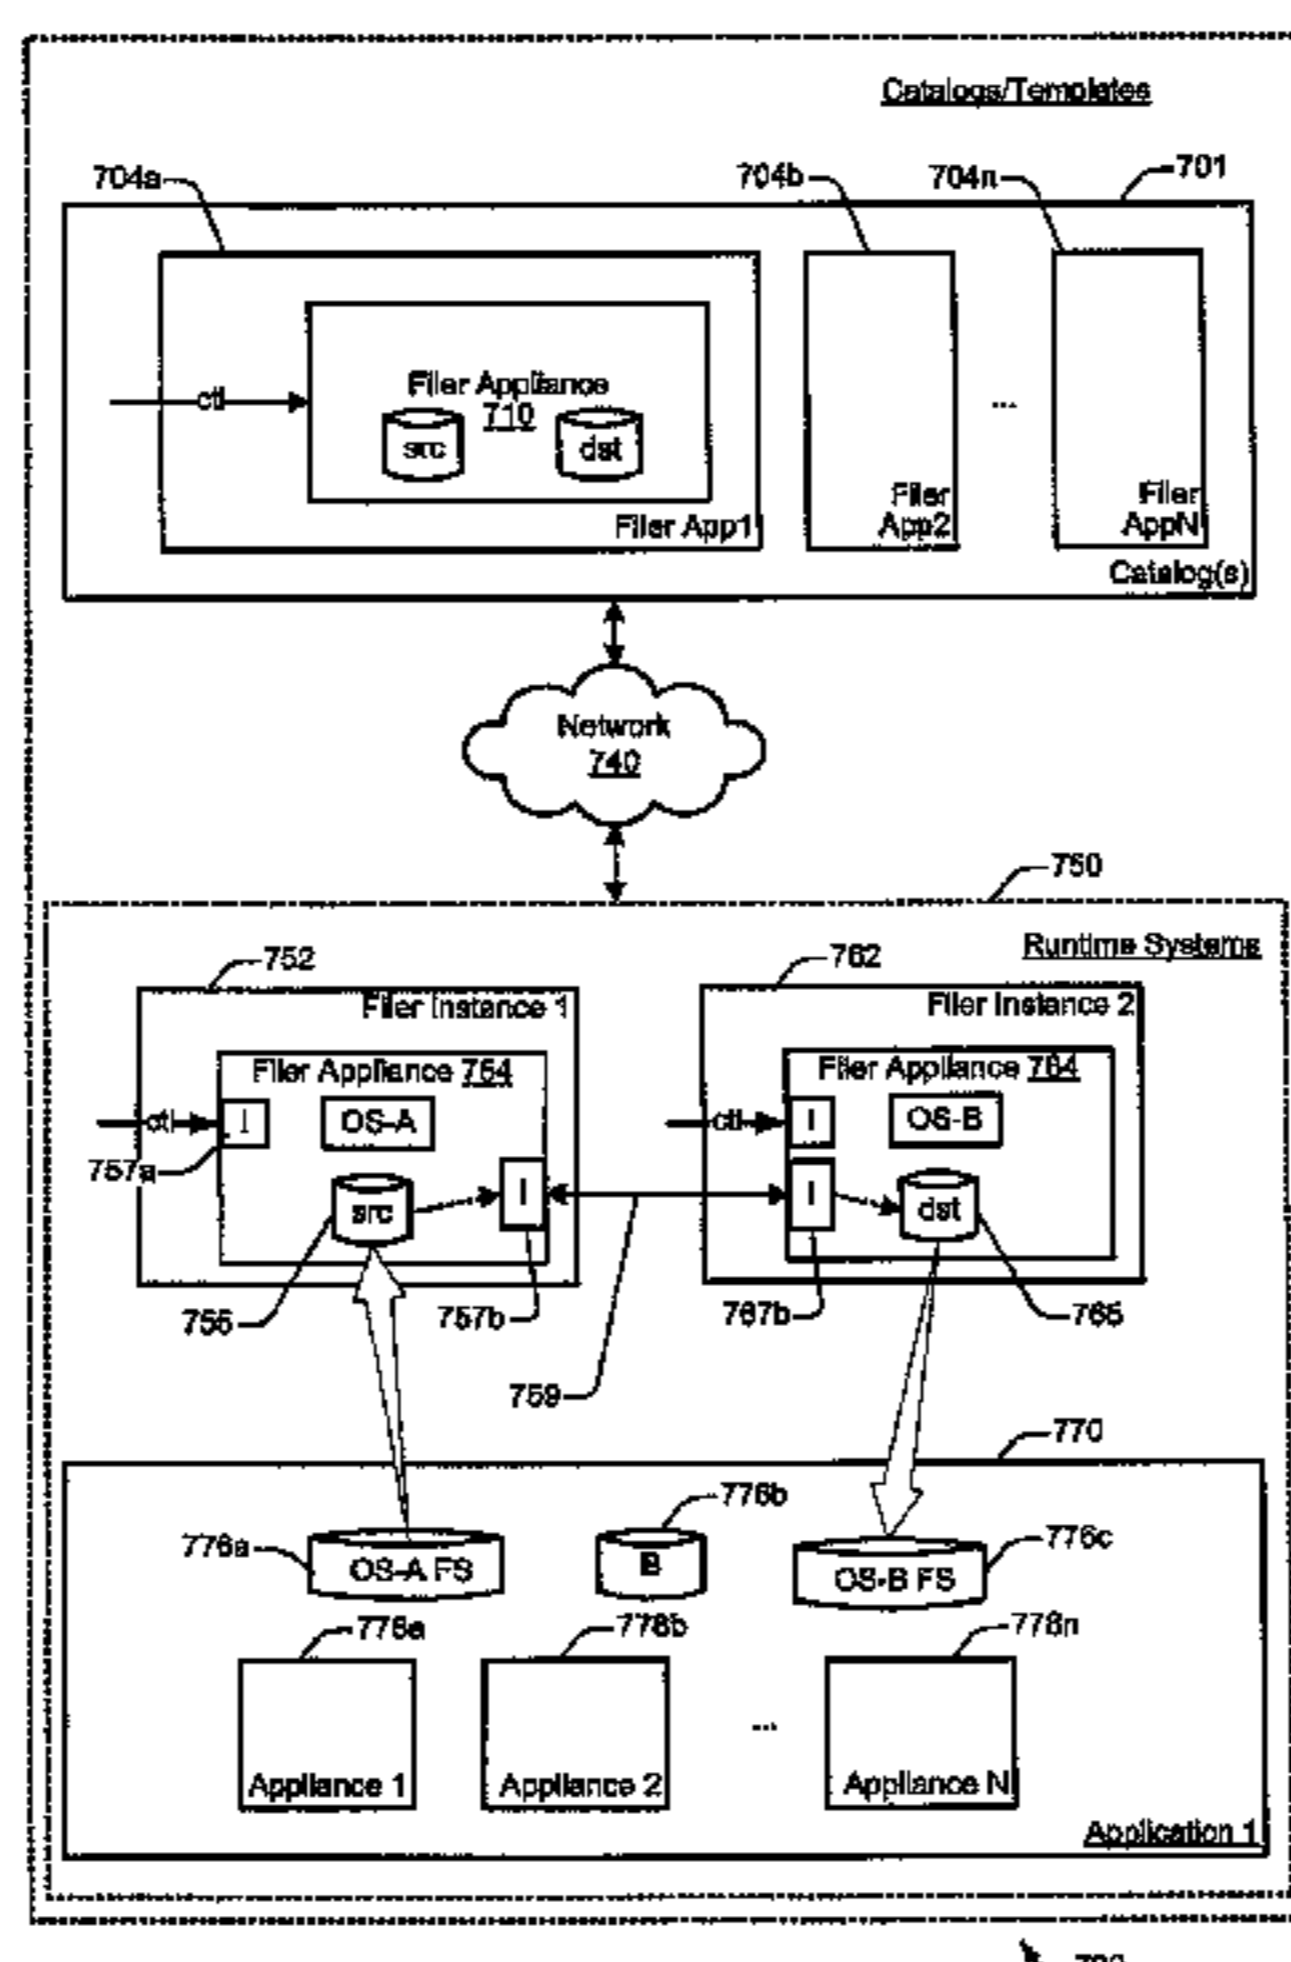 Catalogs/Templates
704a
704b
704n
701
ctl
Filer Appliance
710
src
dst
Filer App1
Filer
App2
...
Filer
AppN
Catalog(s)
Network
740
750
Runtime Systems
752
762
Filer Instance 1
Filer Instance 2
Filer Appliance 754
Filer Appliance 764
ctl
I
OS-A
ctl
I
OS-B
757a
src
I
I
dst
755
757b
767b
765
759
770
776a
OS-A FS
776b
B
776c
OS-B FS
778a
778b
778n
Appliance 1
Appliance 2
...
Appliance N
Application 1